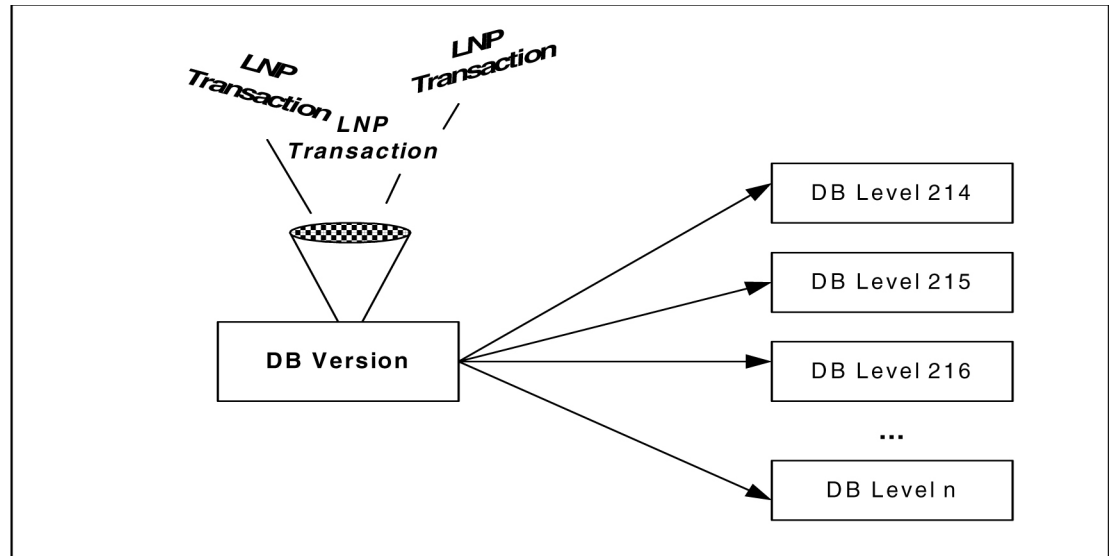 LNP
Transaction
LNP
Transaction
LNP
Transaction
DB Level 214
DB Level 215
DB Version
DB Level 216
...
DB Level n